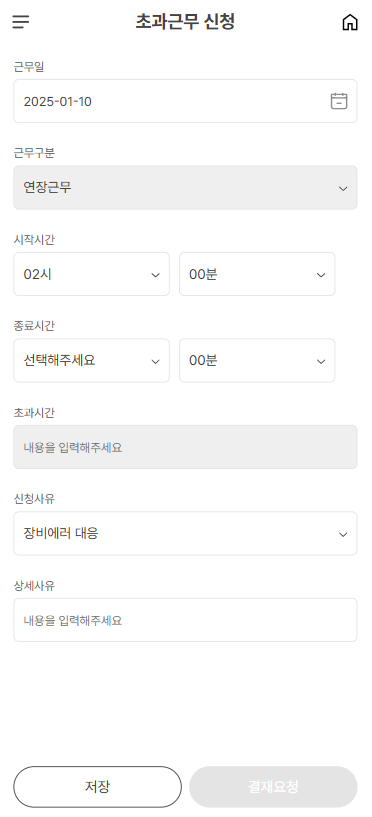 초과근무 신청
근무일
2025-01-10
근무구분
연장근무
시작시간
02시 00분
종료시간
선택해주세요 00분
초과시간
내용을 입력해주세요
신청사유
장비에러 대응
상세사유
내용을 입력해주세요
저장 결재요청